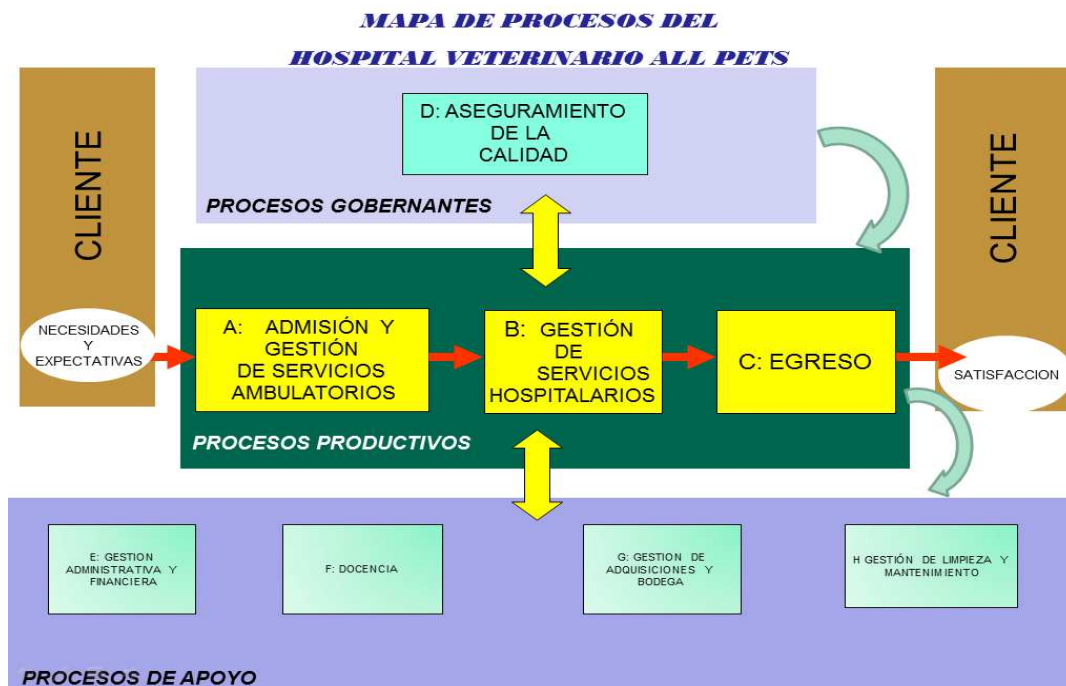 MAPA DE PROCESOS DEL
HOSPITAL VETERINARIO ALL PETS
CLIENTE
NECESIDADES
Y
EXPECTATIVAS
D: ASEGURAMIENTO
DE LA
CALIDAD
PROCESOS GOBERNANTES
A: ADMISIÓN Y
GESTIÓN
DE SERVICIOS
AMBULATORIOS
B: GESTIÓN
DE
SERVICIOS
HOSPITALARIOS
C: EGRESO
PROCESOS PRODUCTIVOS
CLIENTE
SATISFACCION
E: GESTION
ADMINISTRATIVA Y
FINANCIERA
F: DOCENCIA
G: GESTION DE
ADQUISICIONES Y
BODEGA
H GESTIÓN DE LIMPIEZA Y
MANTENIMIENTO
PROCESOS DE APOYO